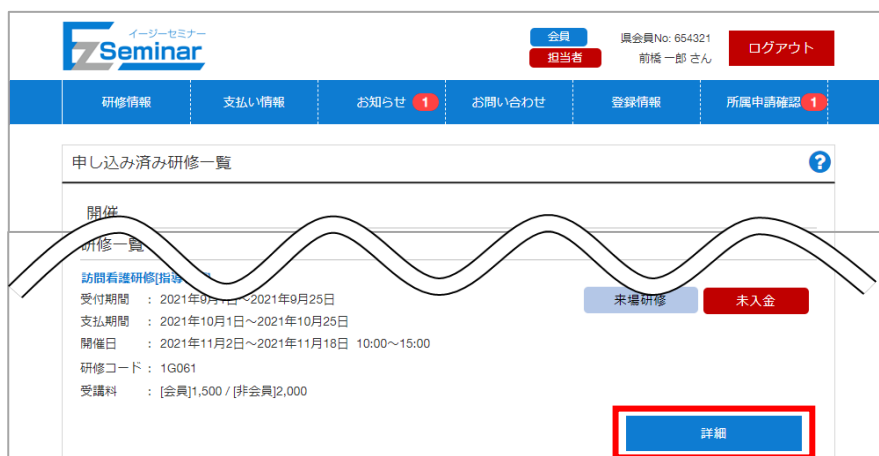 イージーセミナー
EZ Seminar
会員
担当者
県会員No: 654321
前橋 一郎 さん
ログアウト
研修情報 支払い情報 お知らせ 1 お問い合わせ 登録情報 所属申請確認 1
申し込み済み研修一覧 ?
開催
研修一覧
訪問看護研修[指導
受付期間 : 2021年9月1日~2021年9月25日
来場研修 未入金
支払期間 : 2021年10月1日~2021年10月25日
開催日 : 2021年11月2日~2021年11月18日 10:00~15:00
研修コード : 1G061
受講料 : [会員]1,500 / [非会員]2,000
詳細